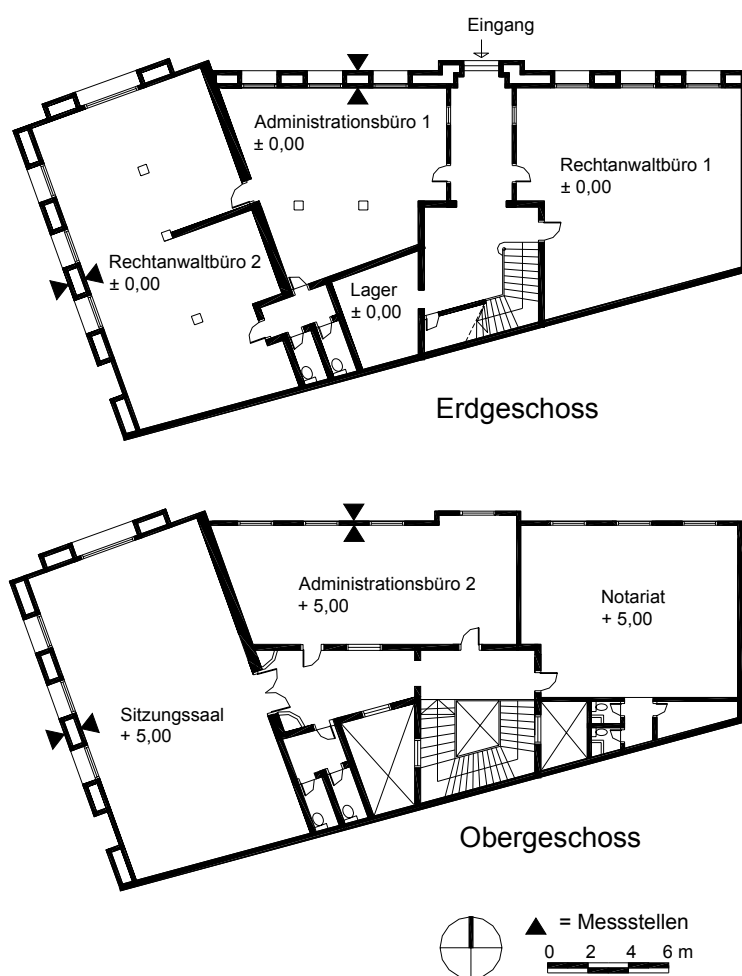 Eingang
Administrationsbüro 1
± 0,00
Rechtanwaltbüro 1
± 0,00
Rechtanwaltbüro 2
± 0,00
Lager
± 0,00
Erdgeschoss
Administrationsbüro 2
+ 5,00
Notariat
+ 5,00
Sitzungssaal
+ 5,00
Obergeschoss
= Messstellen
0 2 4 6 m